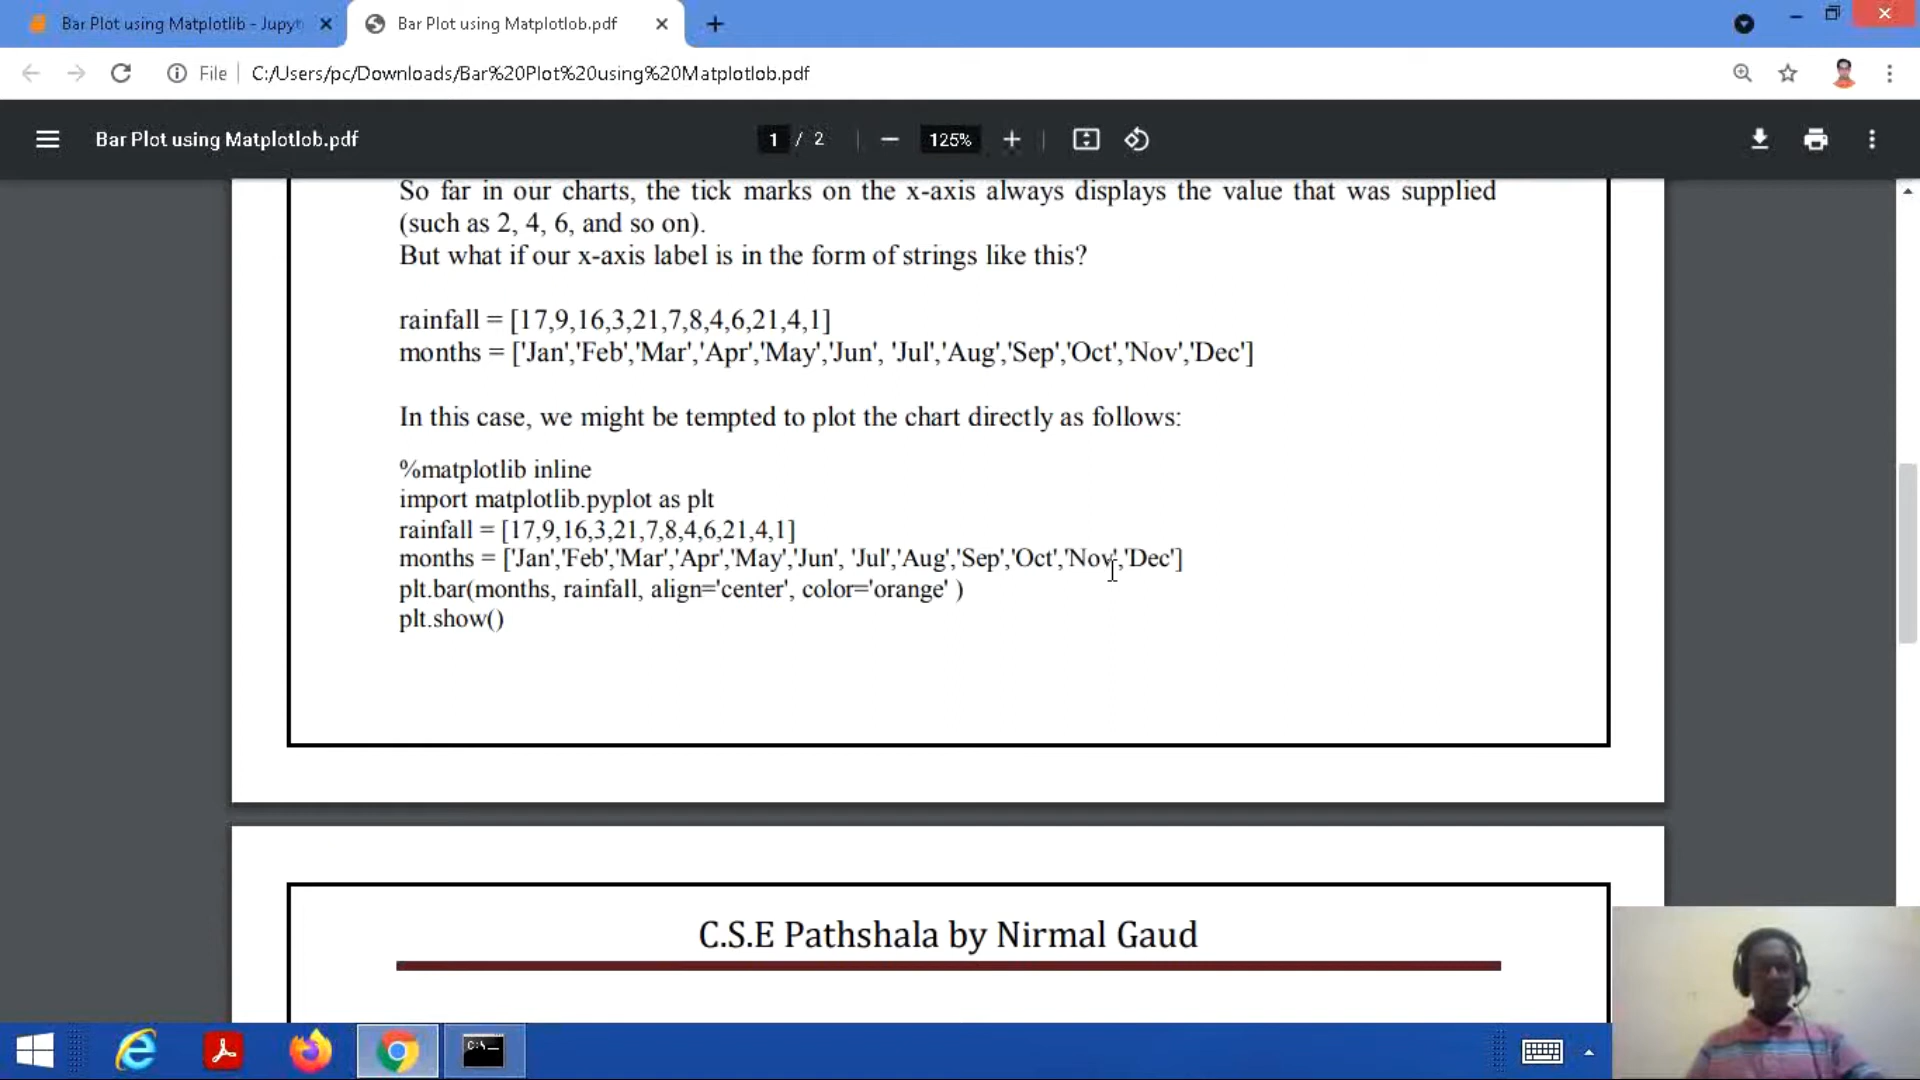 Bar Plot using Matplotlib - Jupyt
Bar Plot using Matplotlob.pdf
File
C:/Users/pc/Downloads/Bar%20Plot%20using%20Matplotlob.pdf
Bar Plot using Matplotlob.pdf
1 / 2
125%
So far in our charts, the tick marks on the x-axis always displays the value that was supplied
(such as 2, 4, 6, and so on).
But what if our x-axis label is in the form of strings like this?
rainfall = [17,9,16,3,21,7,8,4,6,21,4,1]
months = ['Jan','Feb','Mar','Apr','May','Jun', 'Jul','Aug','Sep','Oct','Nov','Dec']
In this case, we might be tempted to plot the chart directly as follows:
%matplotlib inline
import matplotlib.pyplot as plt
rainfall = [17,9,16,3,21,7,8,4,6,21,4,1]
months = ['Jan','Feb','Mar','Apr','May','Jun', 'Jul','Aug','Sep','Oct','Nov','Dec']
plt.bar(months, rainfall, align='center', color='orange' )
plt.show()
C.S.E Pathshala by Nirmal Gaud
C:\_